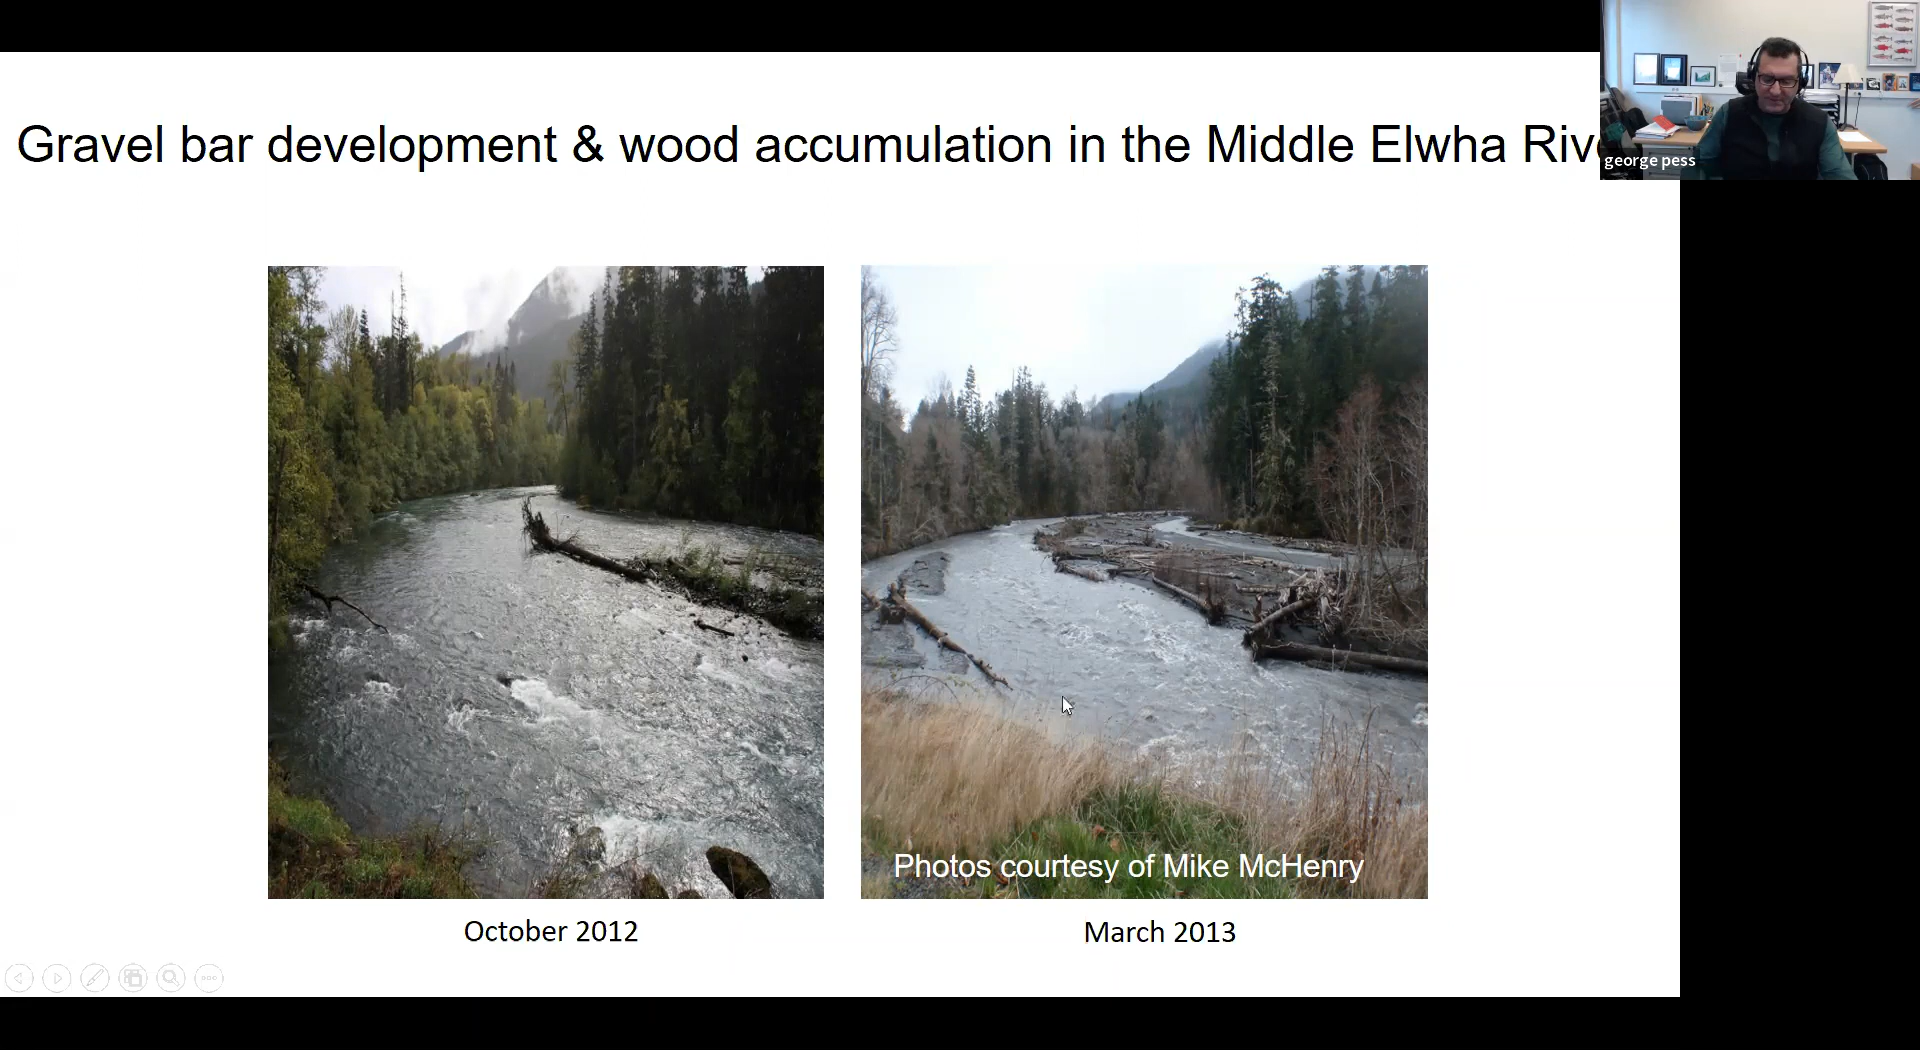 Gravel bar development & wood accumulation in the Middle Elwha Riv
george pess
Photos courtesy of Mike McHenry
October 2012
March 2013